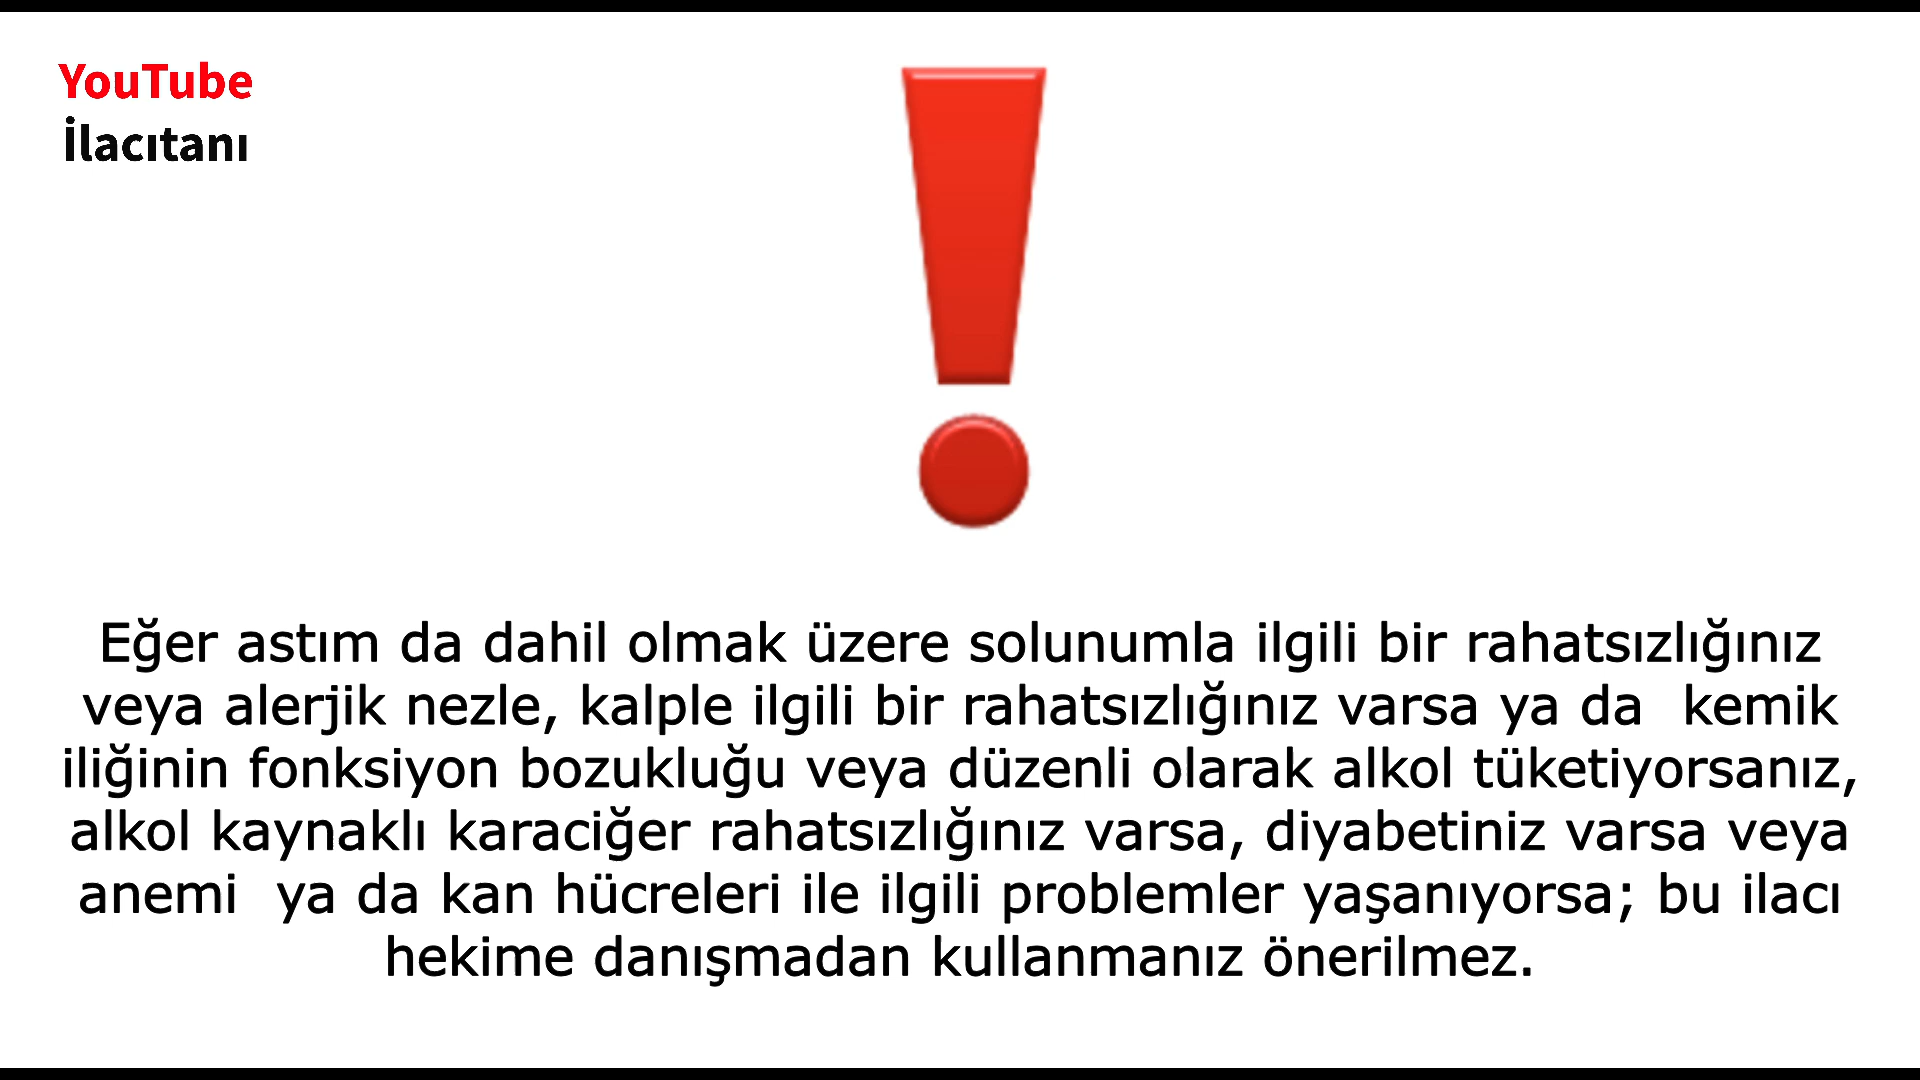 YouTube
İlacıtanı
Eğer astım da dahil olmak üzere solunumla ilgili bir rahatsızlığınız
veya alerjik nezle, kalple ilgili bir rahatsızlığınız varsa ya da  kemik
iliğinin fonksiyon bozukluğu veya düzenli olarak alkol tüketiyorsanız,
alkol kaynaklı karaciğer rahatsızlığınız varsa, diyabetiniz varsa veya
anemi  ya da kan hücreleri ile ilgili problemler yaşanıyorsa; bu ilacı
hekime danışmadan kullanmanız önerilmez.